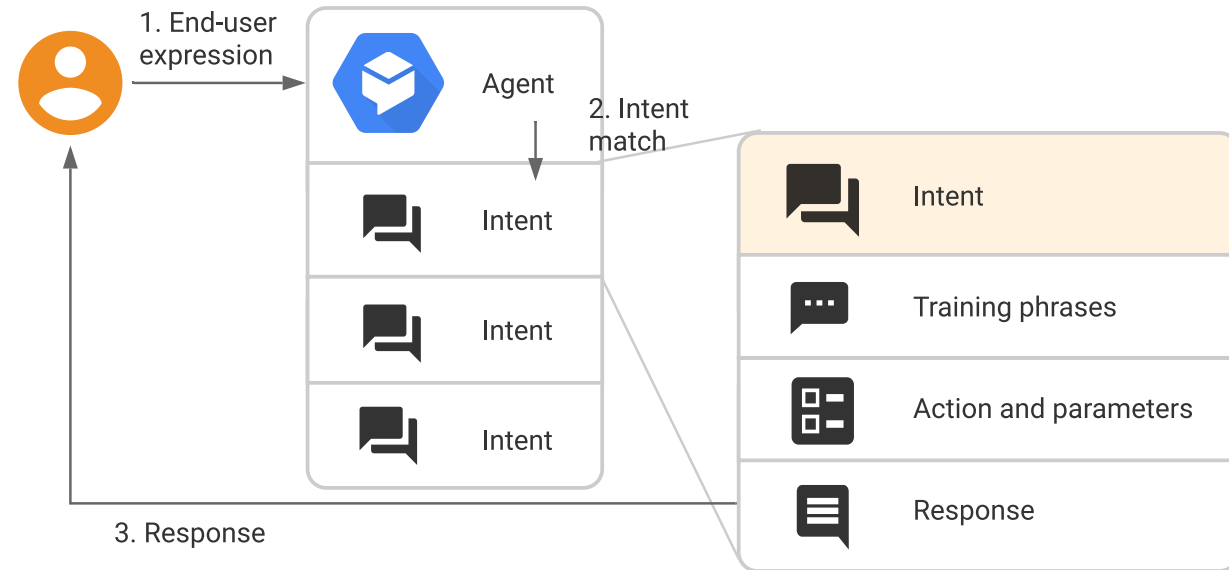 1. End-user
expression
Agent
2. Intent
match
Intent
Intent
Intent
Intent
Training phrases
Action and parameters
Response
3. Response